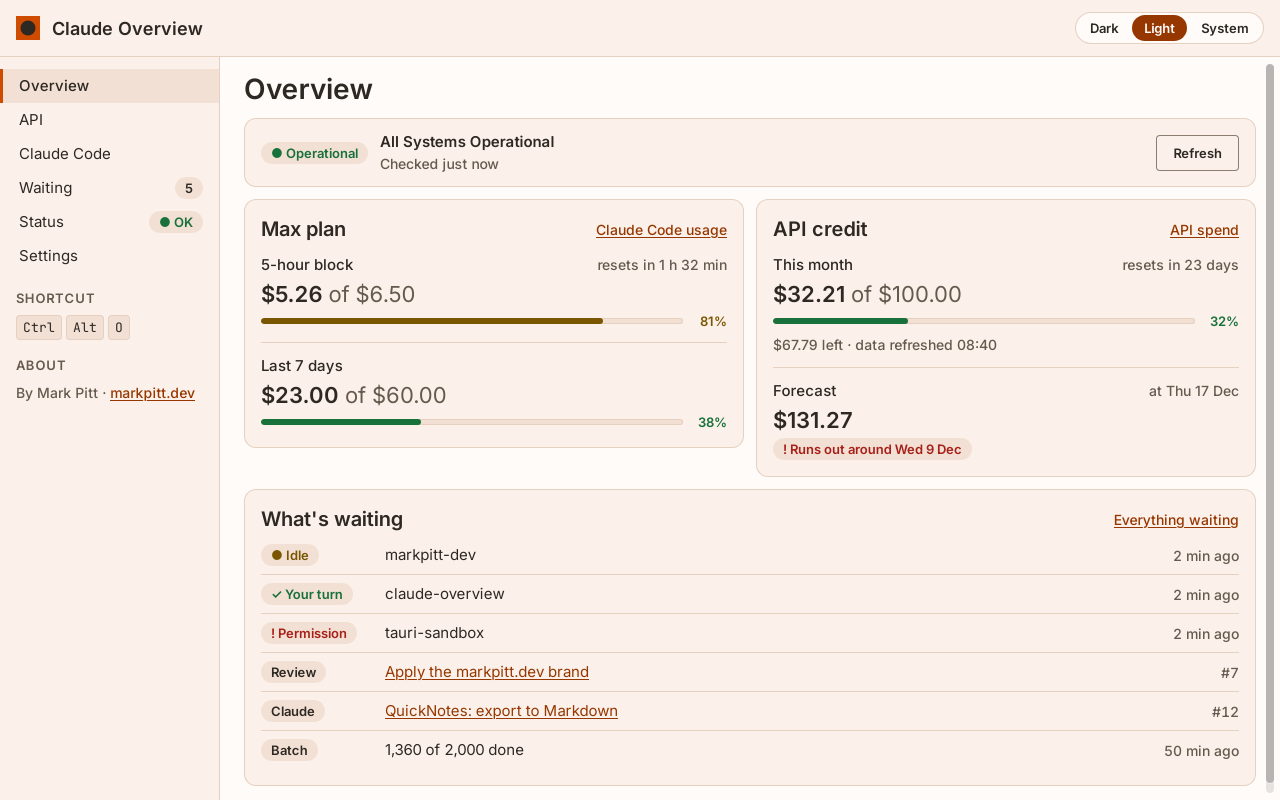 Claude Overview
Dark Light System
Overview
API
Claude Code
Waiting 5
Status OK
Settings
SHORTCUT
Ctrl Alt O
ABOUT
By Mark Pitt · markpitt.dev
Overview
Operational
All Systems Operational
Checked just now
Refresh
Max plan Claude Code usage
5-hour block resets in 1 h 32 min
$5.26 of $6.50
81%
Last 7 days
$23.00 of $60.00
38%
API credit API spend
This month resets in 23 days
$32.21 of $100.00
32%
$67.79 left · data refreshed 08:40
Forecast at Thu 17 Dec
$131.27
! Runs out around Wed 9 Dec
What's waiting Everything waiting
Idle markpitt-dev 2 min ago
✓ Your turn claude-overview 2 min ago
! Permission tauri-sandbox 2 min ago
Review Apply the markpitt.dev brand #7
Claude QuickNotes: export to Markdown #12
Batch 1,360 of 2,000 done 50 min ago